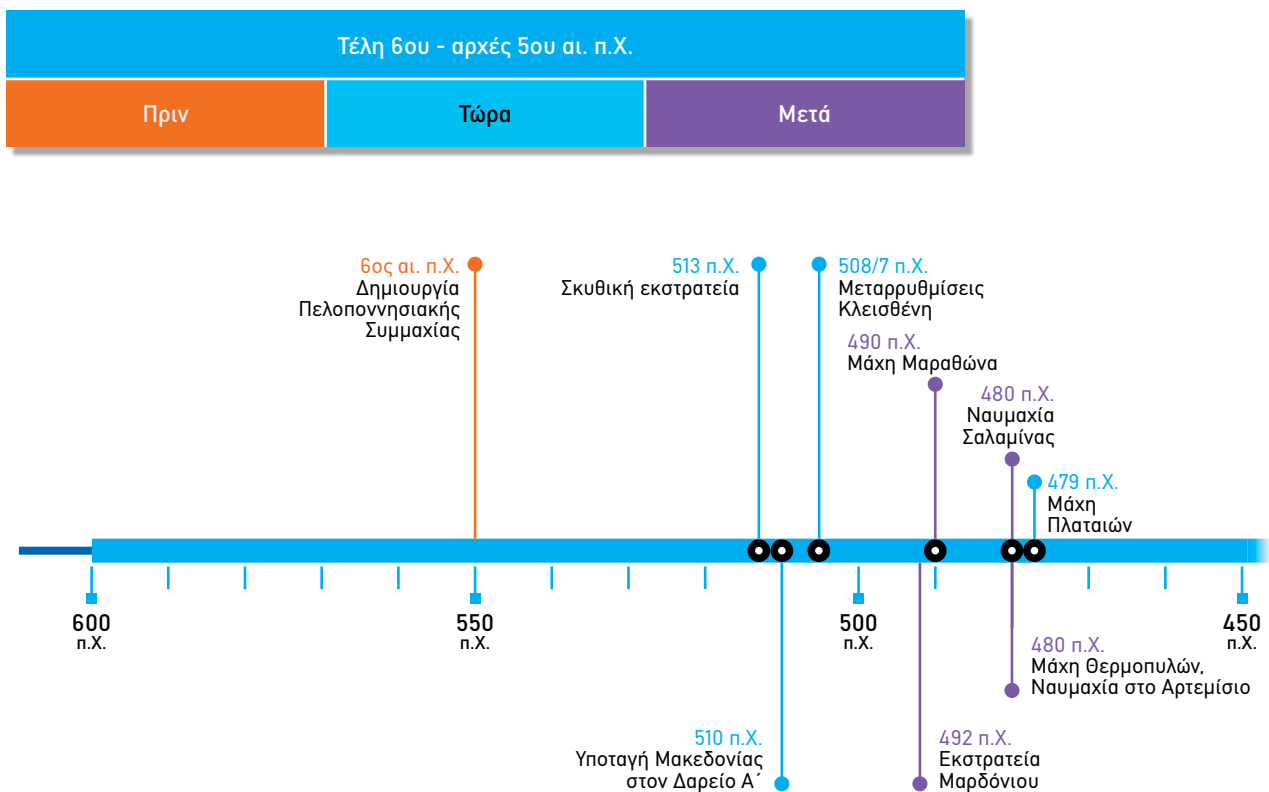 Τέλη 6ου - αρχές 5ου αι. π.Χ.
Πριν
Τώρα
Μετά
6ος αι. π.Χ.
Δημιουργία
Πελοποννησιακής
Συμμαχίας
513 π.Χ.
Σκυθική εκστρατεία
508/7 π.Χ.
Μεταρρυθμίσεις
Κλεισθένη
490 π.Χ.
Μάχη Μαραθώνα
480 π.Χ.
Ναυμαχία
Σαλαμίνας
479 π.Χ.
Μάχη
Πλαταιών
600
π.Χ.
550
π.Χ.
500
π.Χ.
450
π.Χ.
480 π.Χ.
Μάχη Θερμοπυλών,
Ναυμαχία στο Αρτεμίσιο
510 π.Χ.
Υποταγή Μακεδονίας
στον Δαρείο Α΄
492 π.Χ.
Εκστρατεία
Μαρδόνιου